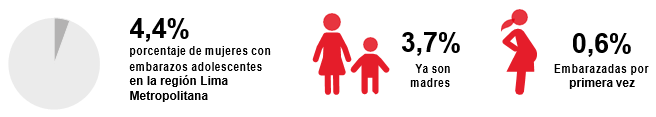 4,4%
porcentaje de mujeres con
embarazos adolescentes
en la región Lima
Metropolitana
3,7%
Ya son
madres
0,6%
Embarazadas por
primera vez